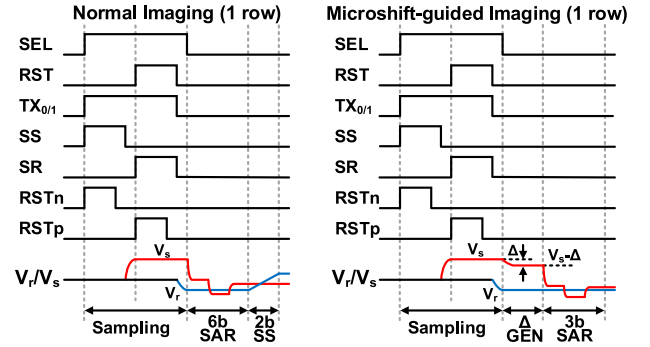 Normal Imaging (1 row)
SEL
RST
TX0/1
SS
SR
RSTn
RSTp
Vs
Vr/Vs
Vr
Sampling
6b
SAR
2b
SS
Microshift-guided Imaging (1 row)
SEL
RST
TX0/1
SS
SR
RSTn
RSTp
Vs
Δ
Vs-Δ
Vr/Vs
Vr
Sampling
Δ
GEN
3b
SAR